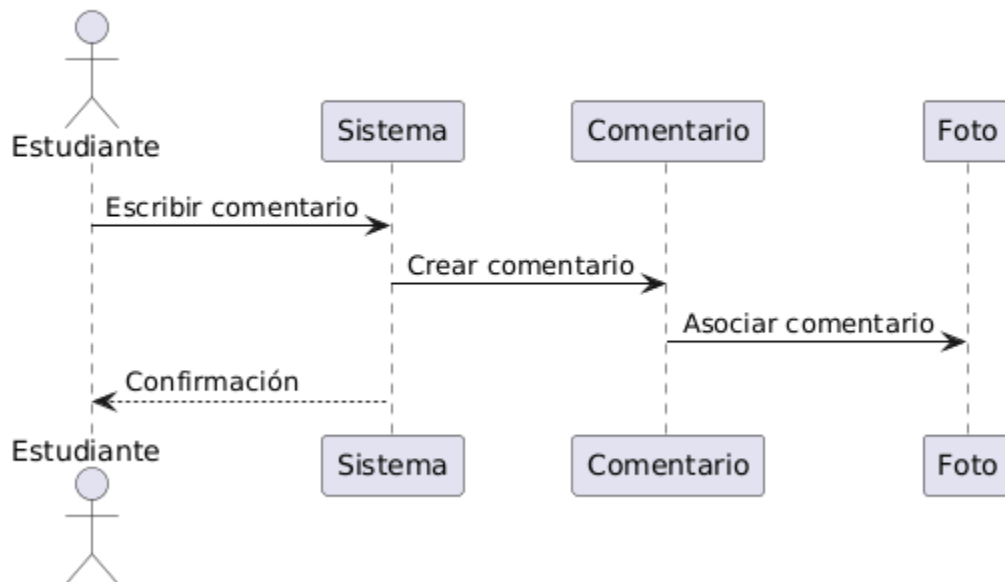 Estudiante
Sistema
Comentario
Foto
Escribir comentario
Crear comentario
Asociar comentario
Confirmación
Estudiante
Sistema
Comentario
Foto